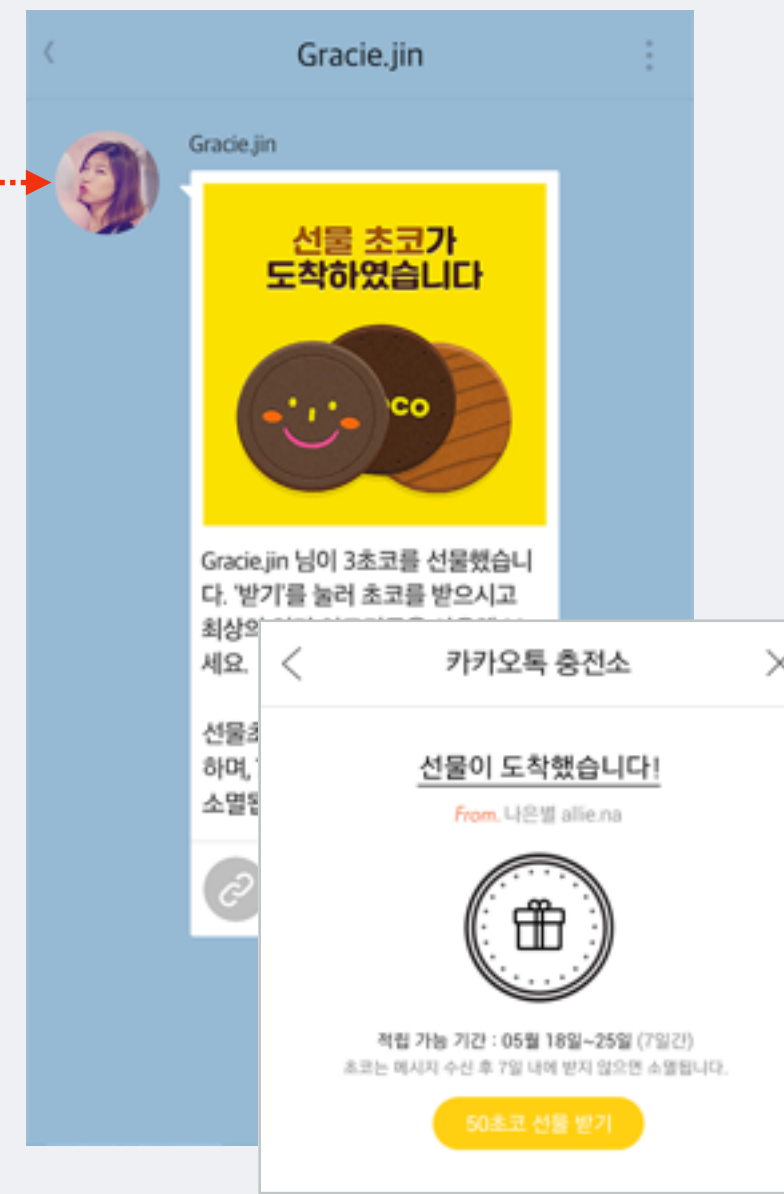 Gracie.jin
Gracie.jin
선물 초코가
도착하였습니다
co
Gracie.jin 님이 3초코를 선물했습니
다. '받기'를 눌러 초코를 받으시고
최상의
세요.
선물초
하며,
소멸됩
카카오톡 충전소
선물이 도착했습니다!
From. 나은별 allie.na
적립 가능 기간 : 05월 18일~25일 (7일간)
초코는 메시지 수신 후 7일 내에 받지 않으면 소멸됩니다.
50초코 선물 받기